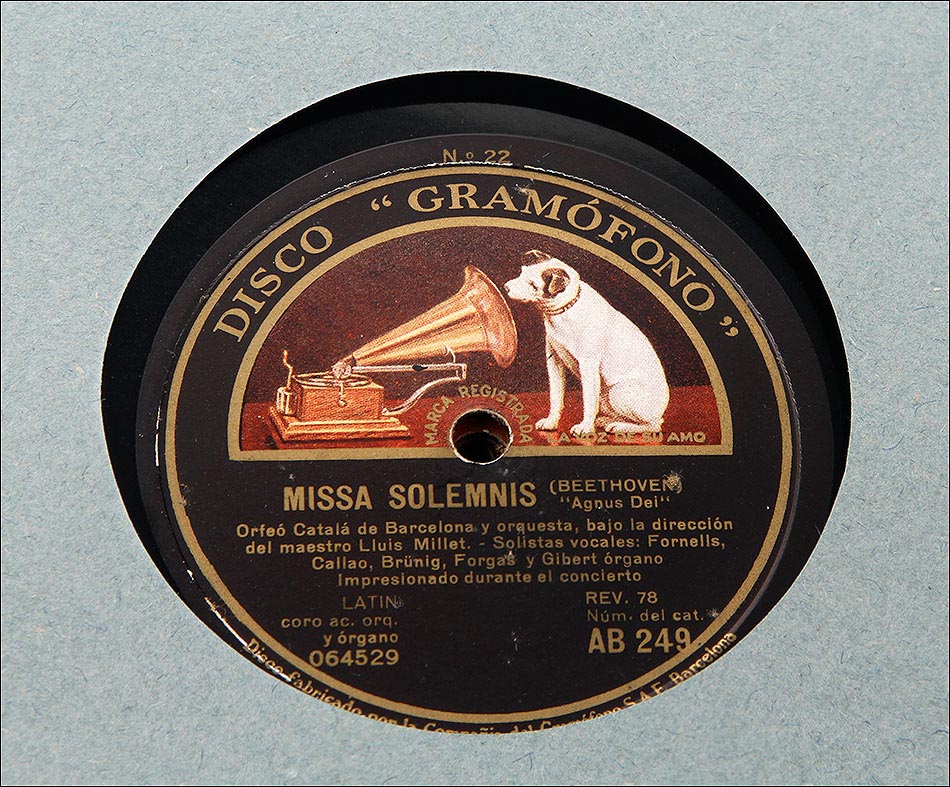 N.º 22
DISCO “GRAMÓFONO”
MARCA REGISTRADA
LA VOZ DE SU AMO
MISSA SOLEMNIS (BEETHOVEN)
"Agnus Dei"
Orfeó Catalá de Barcelona y orquesta, bajo la dirección
del maestro Lluis Millet. - Solistas vocales: Fornells,
Callao, Brünig, Forgas y Gibert órgano
Impresionado durante el concierto
LATIN
coro ac. orq.
y órgano
064529
REV. 78
Núm. del cat.
AB 249
Disco fabricado por la Compañía del Gramófono S.A.E. Barcelona